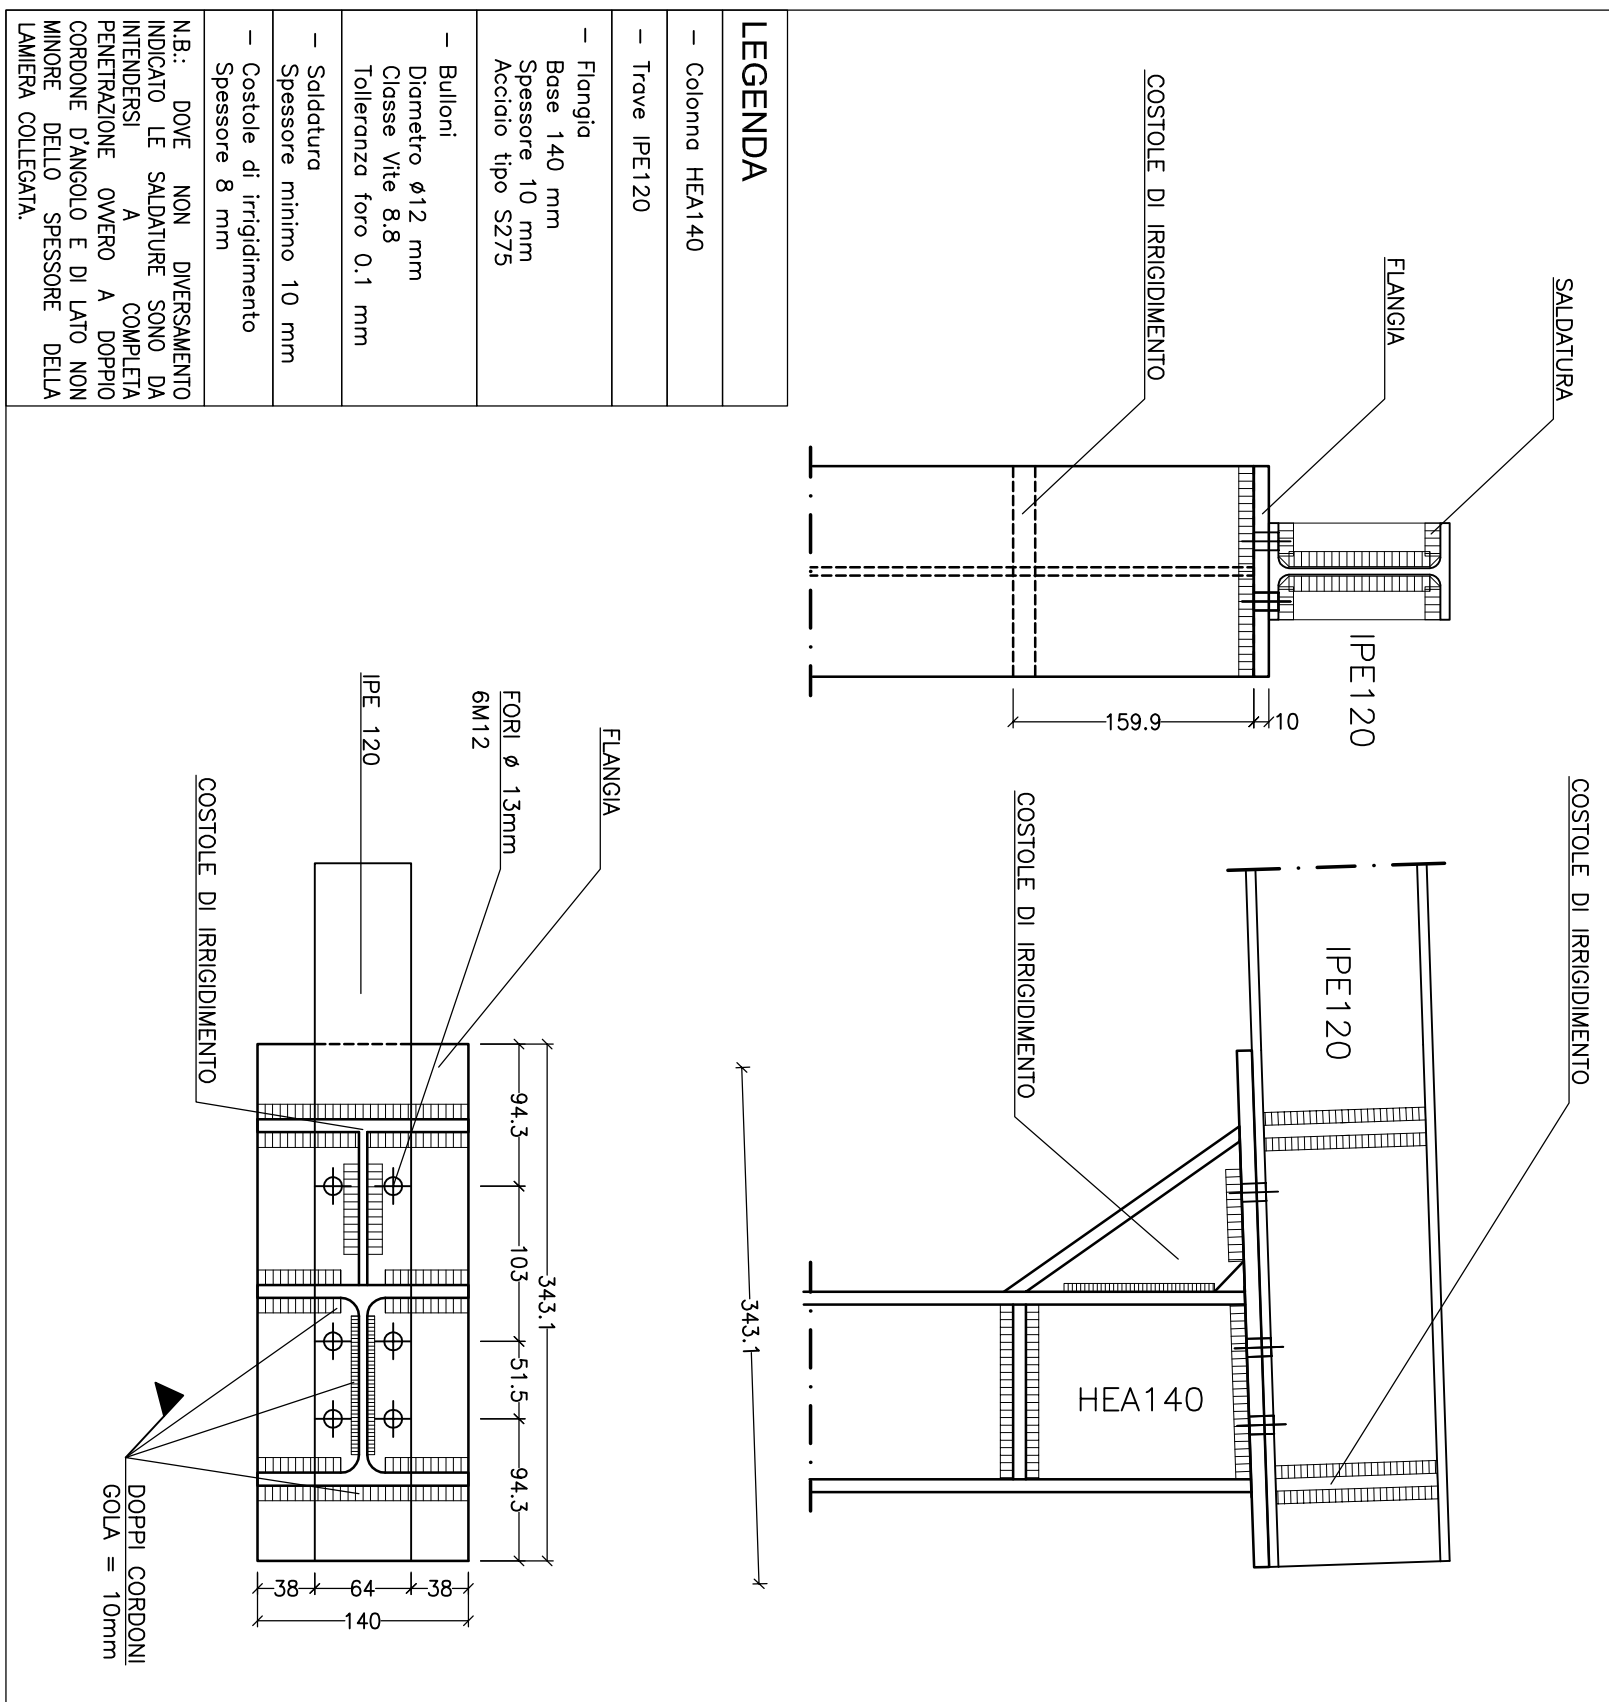 LEGENDA
- Colonna HEA140
- Trave IPE120
- Flangia
Base 140 mm
Spessore 10 mm
Acciaio tipo S275
- Bulloni
Diametro ø12 mm
Classe Vite 8.8
Tolleranza foro 0.1 mm
- Saldatura
Spessore minimo 10 mm
- Costole di irrigidimento
Spessore 8 mm
N.B.: DOVE NON DIVERSAMENTO
INDICATO LE SALDATURE SONO DA
INTENDERSI A COMPLETA
PENETRAZIONE OVVERO A DOPPIO
CORDONE D'ANGOLO E DI LATO NON
MINORE DELLO SPESSORE DELLA
LAMIERA COLLEGATA.
SALDATURA
FLANGIA
COSTOLE DI IRRIGIDIMENTO
IPE120
10
159.9
COSTOLE DI IRRIGIDIMENTO
IPE120
COSTOLE DI IRRIGIDIMENTO
HEA140
343.1
FLANGIA
FORI ø 13mm
6M12
IPE 120
COSTOLE DI IRRIGIDIMENTO
343.1
94.3
103
51.5
94.3
38
64
38
140
DOPPI CORDONI
GOLA = 10mm